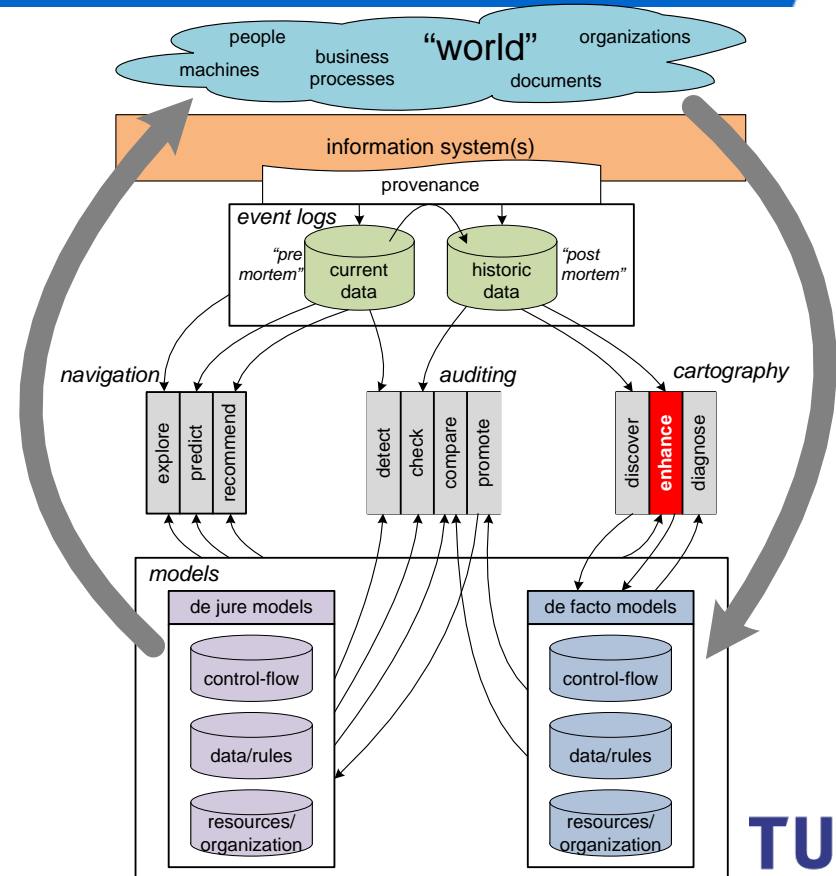 people
business
processes
“world”
organizations
machines
documents
information system(s)
provenance
event logs
“pre
mortem”
current
data
historic
data
“post
mortem”
navigation
auditing
cartography
explore
predict
recommend
detect
check
compare
promote
discover
enhance
diagnose
models
de jure models
de facto models
control-flow
control-flow
data/rules
data/rules
resources/
organization
resources/
organization
TU